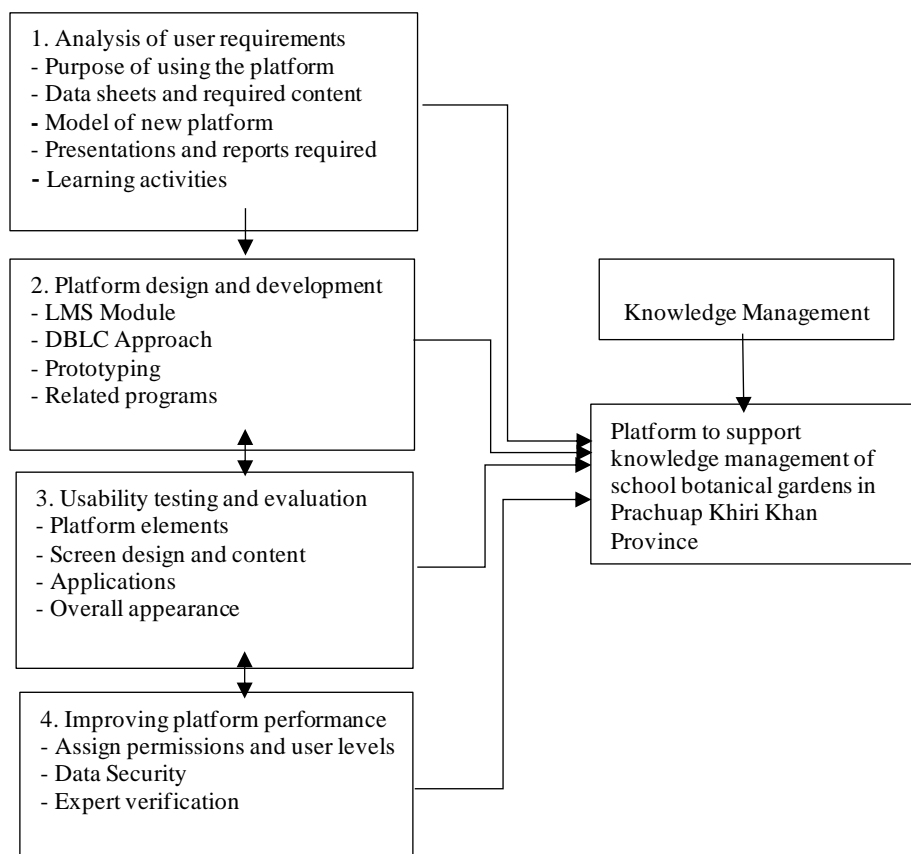 1. Analysis of user requirements
- Purpose of using the platform
- Data sheets and required content
- Model of new platform
- Presentations and reports required
- Learning activities
2. Platform design and development
- LMS Module
- DBLC Approach
- Prototyping
- Related programs
3. Usability testing and evaluation
- Platform elements
- Screen design and content
- Applications
- Overall appearance
4. Improving platform performance
- Assign permissions and user levels
- Data Security
- Expert verification
Knowledge Management
Platform to support
knowledge management of
school botanical gardens in
Prachuap Khiri Khan
Province